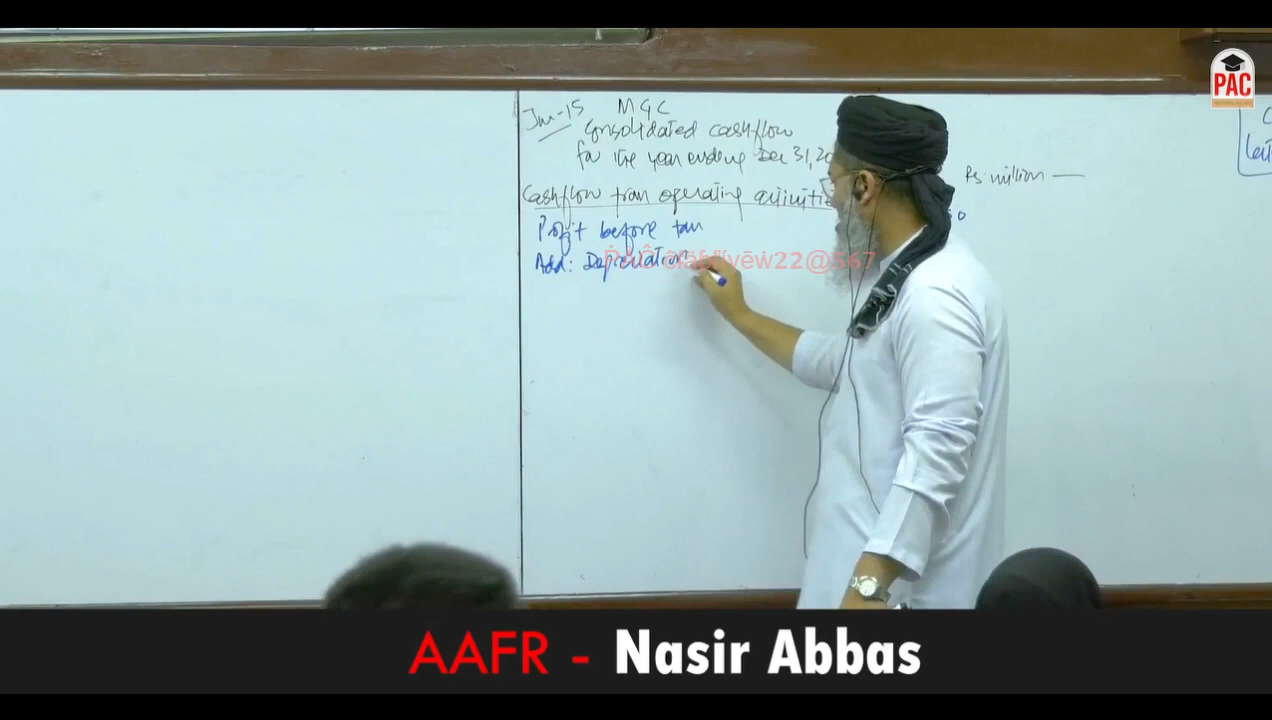 PAC
Jun-15 MGC
Consolidated cashflow
for the year ending Dec 31, 20
Rs. million
Cashflow from operating activiti
Profit before tax
Add: Depreciation
AAFR - Nasir Abbas